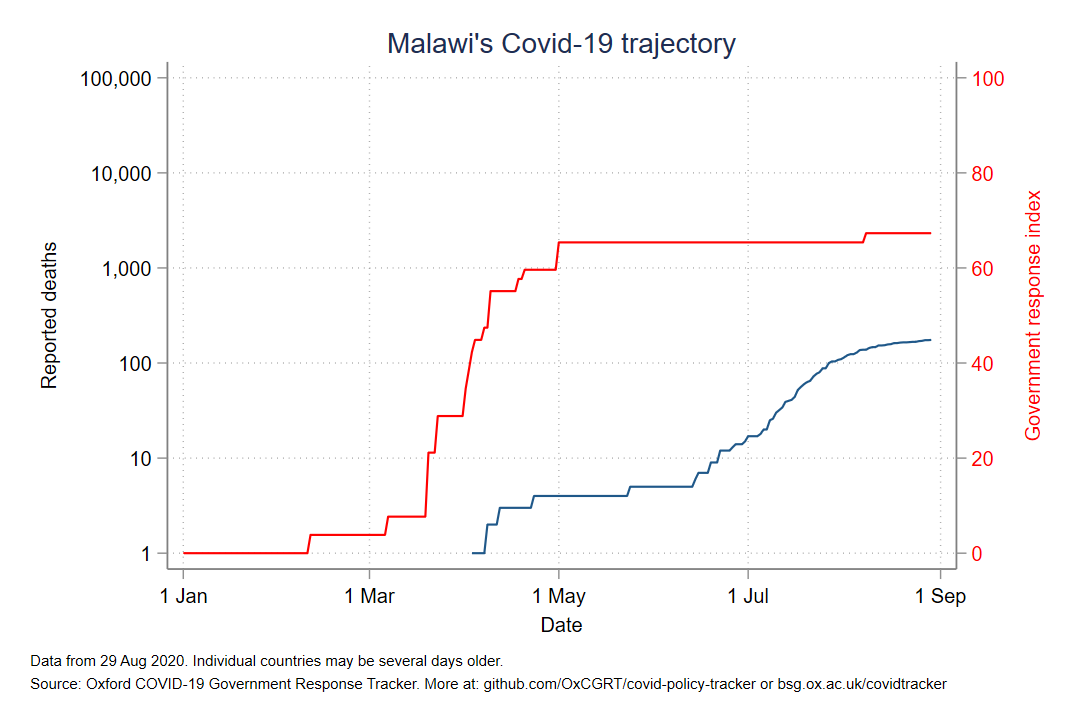 Malawi's Covid-19 trajectory
100,000
10,000
1,000
100
10
1
Reported deaths
100
80
60
40
20
0
Government response index
1 Jan
1 Mar
1 May
1 Jul
1 Sep
Date
Data from 29 Aug 2020. Individual countries may be several days older.
Source: Oxford COVID-19 Government Response Tracker. More at: github.com/OxCGRT/covid-policy-tracker or bsg.ox.ac.uk/covidtracker